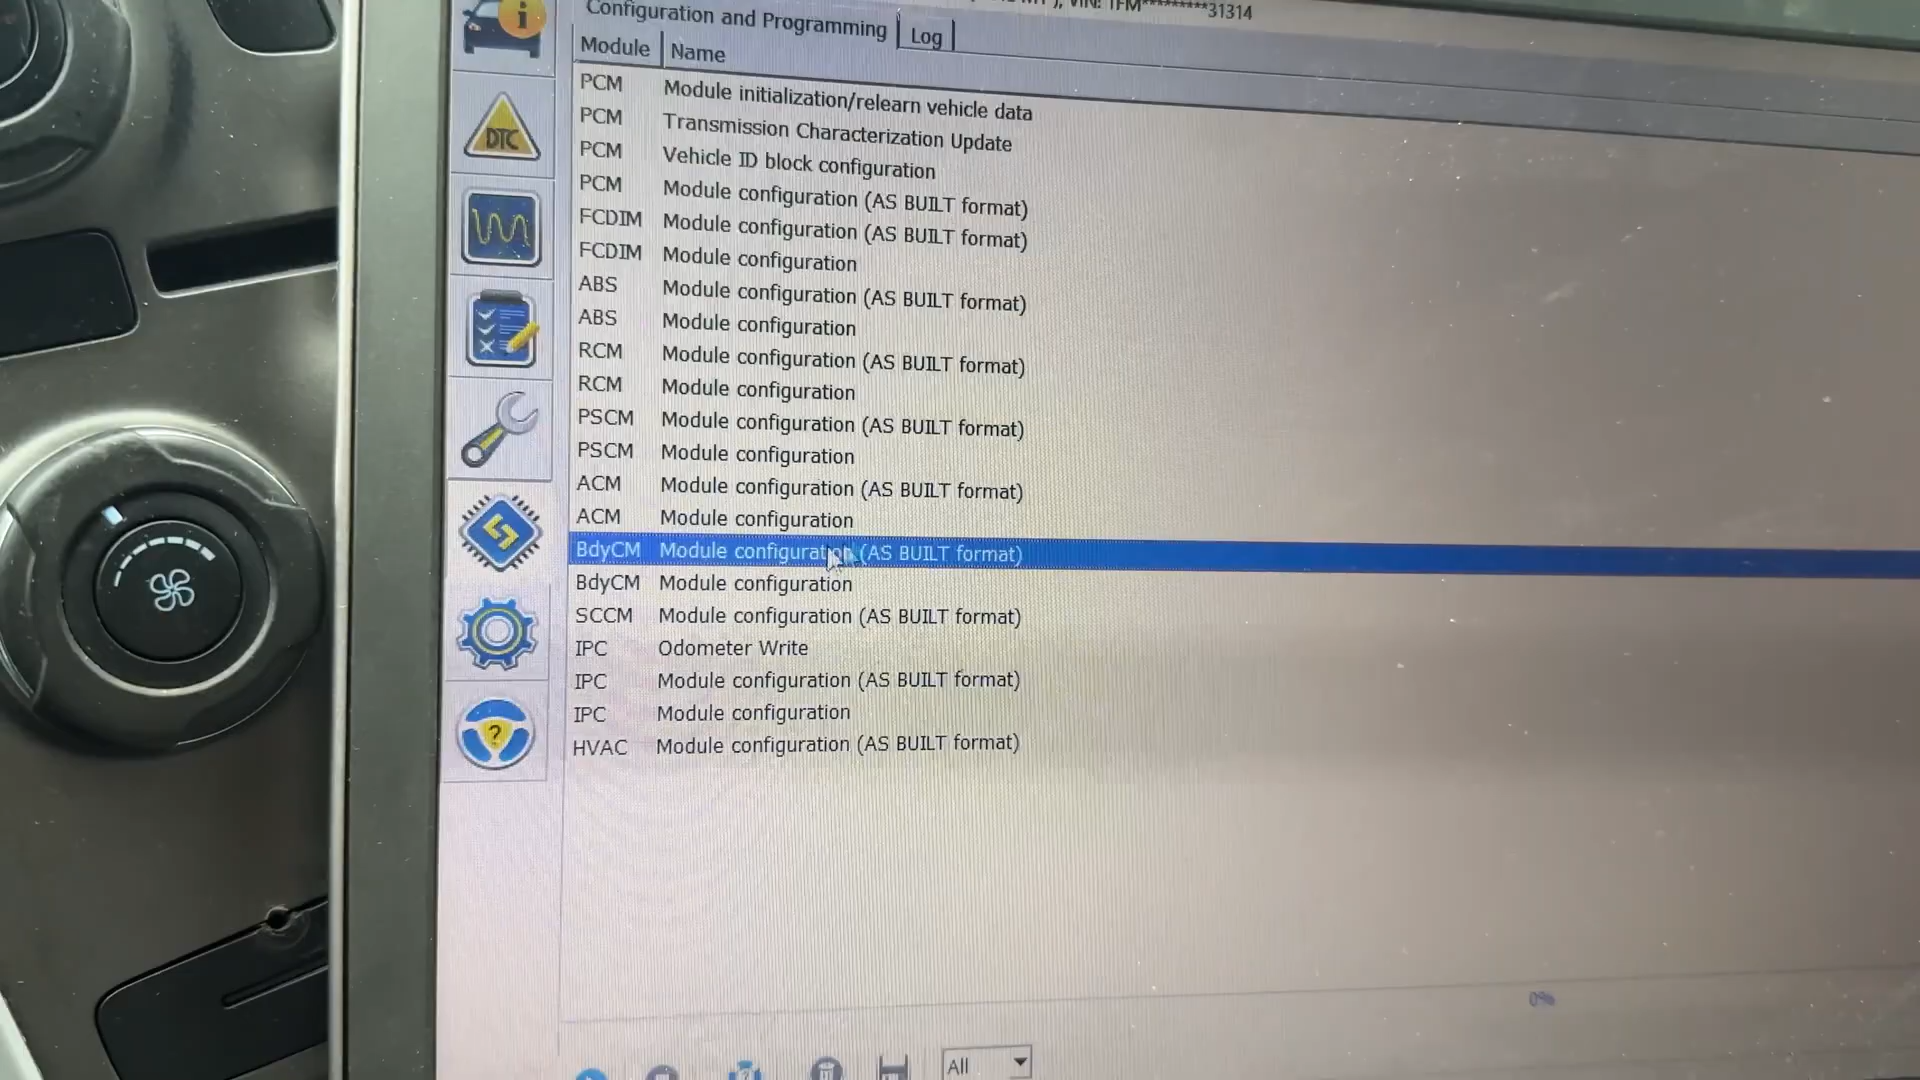 VIN: 1FM*********31314
Configuration and Programming
Log
Module Name
PCM Module initialization/relearn vehicle data
PCM Transmission Characterization Update
PCM Vehicle ID block configuration
PCM Module configuration (AS BUILT format)
FCDIM Module configuration (AS BUILT format)
FCDIM Module configuration
ABS Module configuration (AS BUILT format)
ABS Module configuration
RCM Module configuration (AS BUILT format)
RCM Module configuration
PSCM Module configuration (AS BUILT format)
PSCM Module configuration
ACM Module configuration (AS BUILT format)
ACM Module configuration
BdyCM Module configuration (AS BUILT format)
BdyCM Module configuration
SCCM Module configuration (AS BUILT format)
IPC Odometer Write
IPC Module configuration (AS BUILT format)
IPC Module configuration
HVAC Module configuration (AS BUILT format)
i
DTC
?
0%
All